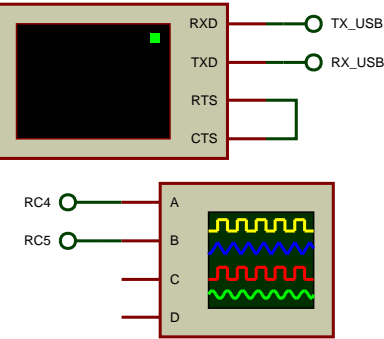 RXD TX_USB
TXD RX_USB
RTS
CTS
RC4 A
RC5 B
C
D